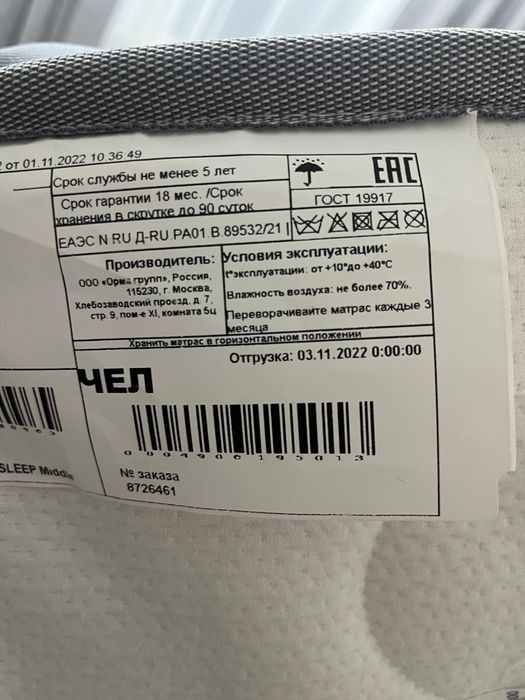 от 01.11.2022 10:36:49
Срок службы не менее 5 лет
Срок гарантии 18 мес. /Срок
хранения в скрутке до 90 суток
ЕАЭС N RU Д-RU РА01.В.89532/21
EAC
ГОСТ 19917
Производитель:
ООО «Орма групп», Россия,
115230, г. Москва,
Хлебозаводский проезд, д. 7,
стр. 9, пом-е XI, комната 5ц
Условия эксплуатации:
t°эксплуатации: от +10°до +40°С
Влажность воздуха: не более 70%.
Переворачивайте матрас каждые 3
месяца
Хранить матрас в горизонтальном положении
Отгрузка: 03.11.2022 0:00:00
ЧЕЛ
0004906195013
SLEEP Middle
№ заказа
8726461